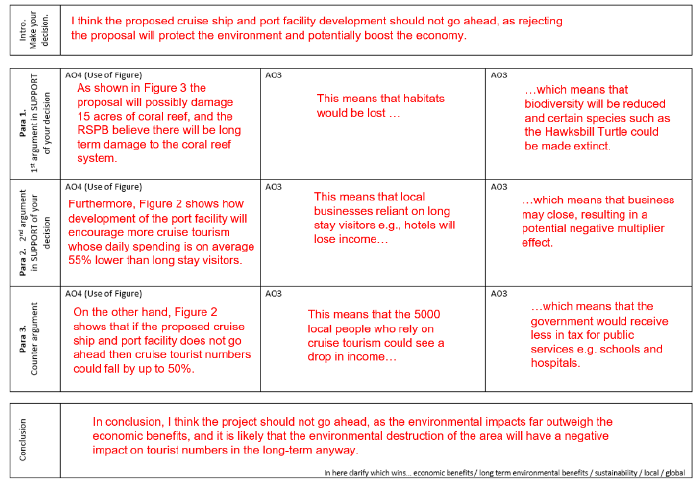 Intro.
Make your
decision.
I think the proposed cruise ship and port facility development should not go ahead, as rejecting
the proposal will protect the environment and potentially boost the economy.
Para 1.
1st argument in SUPPORT
of your decision
AO4 (Use of Figure)
As shown in Figure 3 the
proposal will possibly damage
15 acres of coral reef, and the
RSPB believe there will be long
term damage to the coral reef
system.
AO3
This means that habitats
would be lost …
AO3
…which means that
biodiversity will be reduced
and certain species such as
the Hawksbill Turtle could
be made extinct.
Para 2. 2nd argument
in SUPPORT of your
decision
AO4 (Use of Figure)
Furthermore, Figure 2 shows how
development of the port facility will
encourage more cruise tourism
whose daily spending is on average
55% lower than long stay visitors.
AO3
This means that local
businesses reliant on long
stay visitors e.g., hotels will
lose income…
AO3
…which means that business
may close, resulting in a
potential negative multiplier
effect.
Para 3.
Counter argument
AO4 (Use of Figure)
On the other hand, Figure 2
shows that if the proposed cruise
ship and port facility does not go
ahead then cruise tourist numbers
could fall by up to 50%.
AO3
This means that the 5000
local people who rely on
cruise tourism could see a
drop in income…
AO3
…which means that the
government would receive
less in tax for public
services e.g. schools and
hospitals.
Conclusion
In conclusion, I think the project should not go ahead, as the environmental impacts far outweigh the
economic benefits, and it is likely that the environmental destruction of the area will have a negative
impact on tourist numbers in the long-term anyway.
In here clarify which wins… economic benefits/ long term environmental benefits / sustainability / local / global